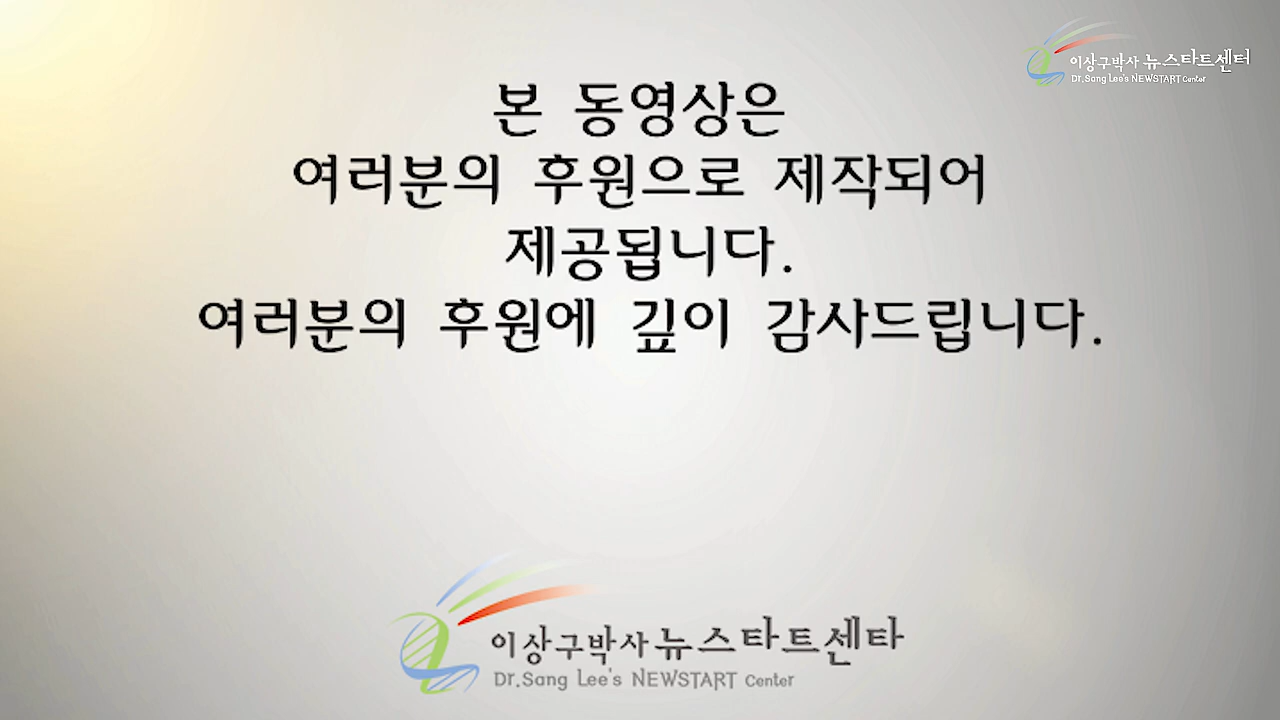 이상구박사 뉴스타트센터
Dr.Sang Lee's NEWSTART Center
본 동영상은
여러분의 후원으로 제작되어
제공됩니다.
여러분의 후원에 깊이 감사드립니다.
이상구박사 뉴스타트센타
Dr.Sang Lee's NEWSTART Center